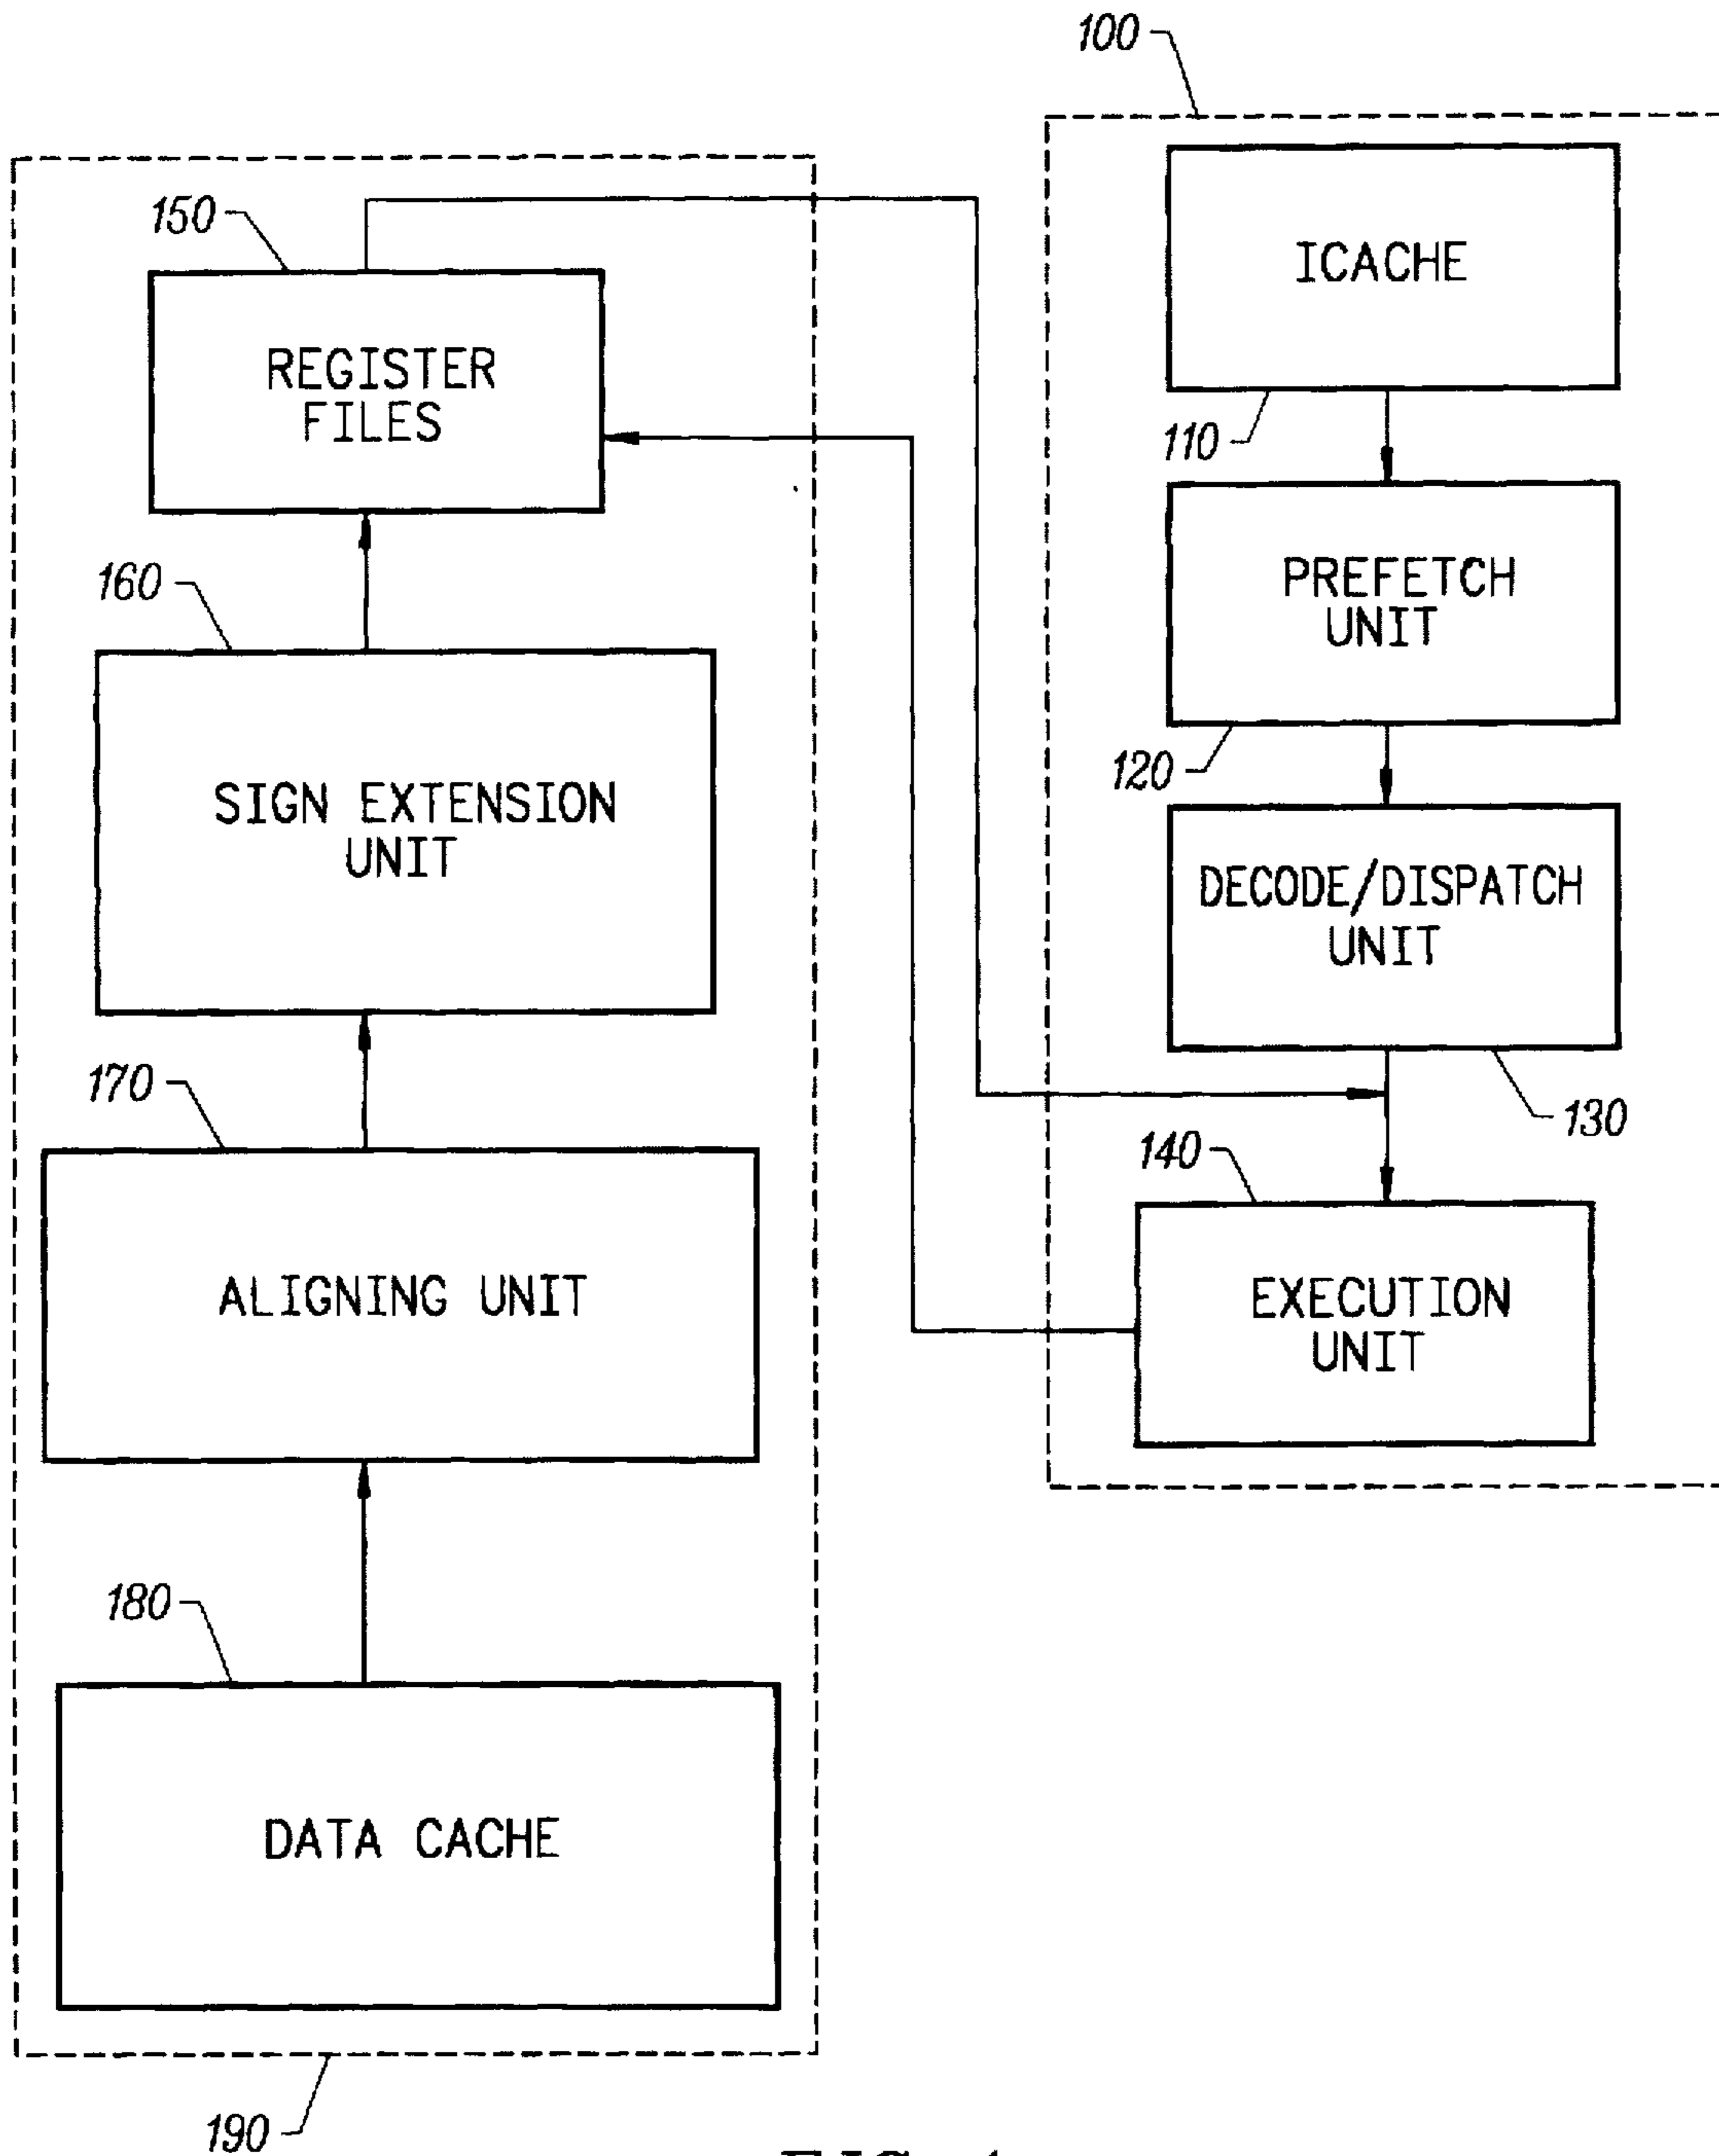 100
150
REGISTER
FILES
160
SIGN EXTENSION
UNIT
170
ALIGNING UNIT
180
DATA CACHE
190
ICACHE
110
PREFETCH
UNIT
120
DECODE/DISPATCH
UNIT
130
140
EXECUTION
UNIT